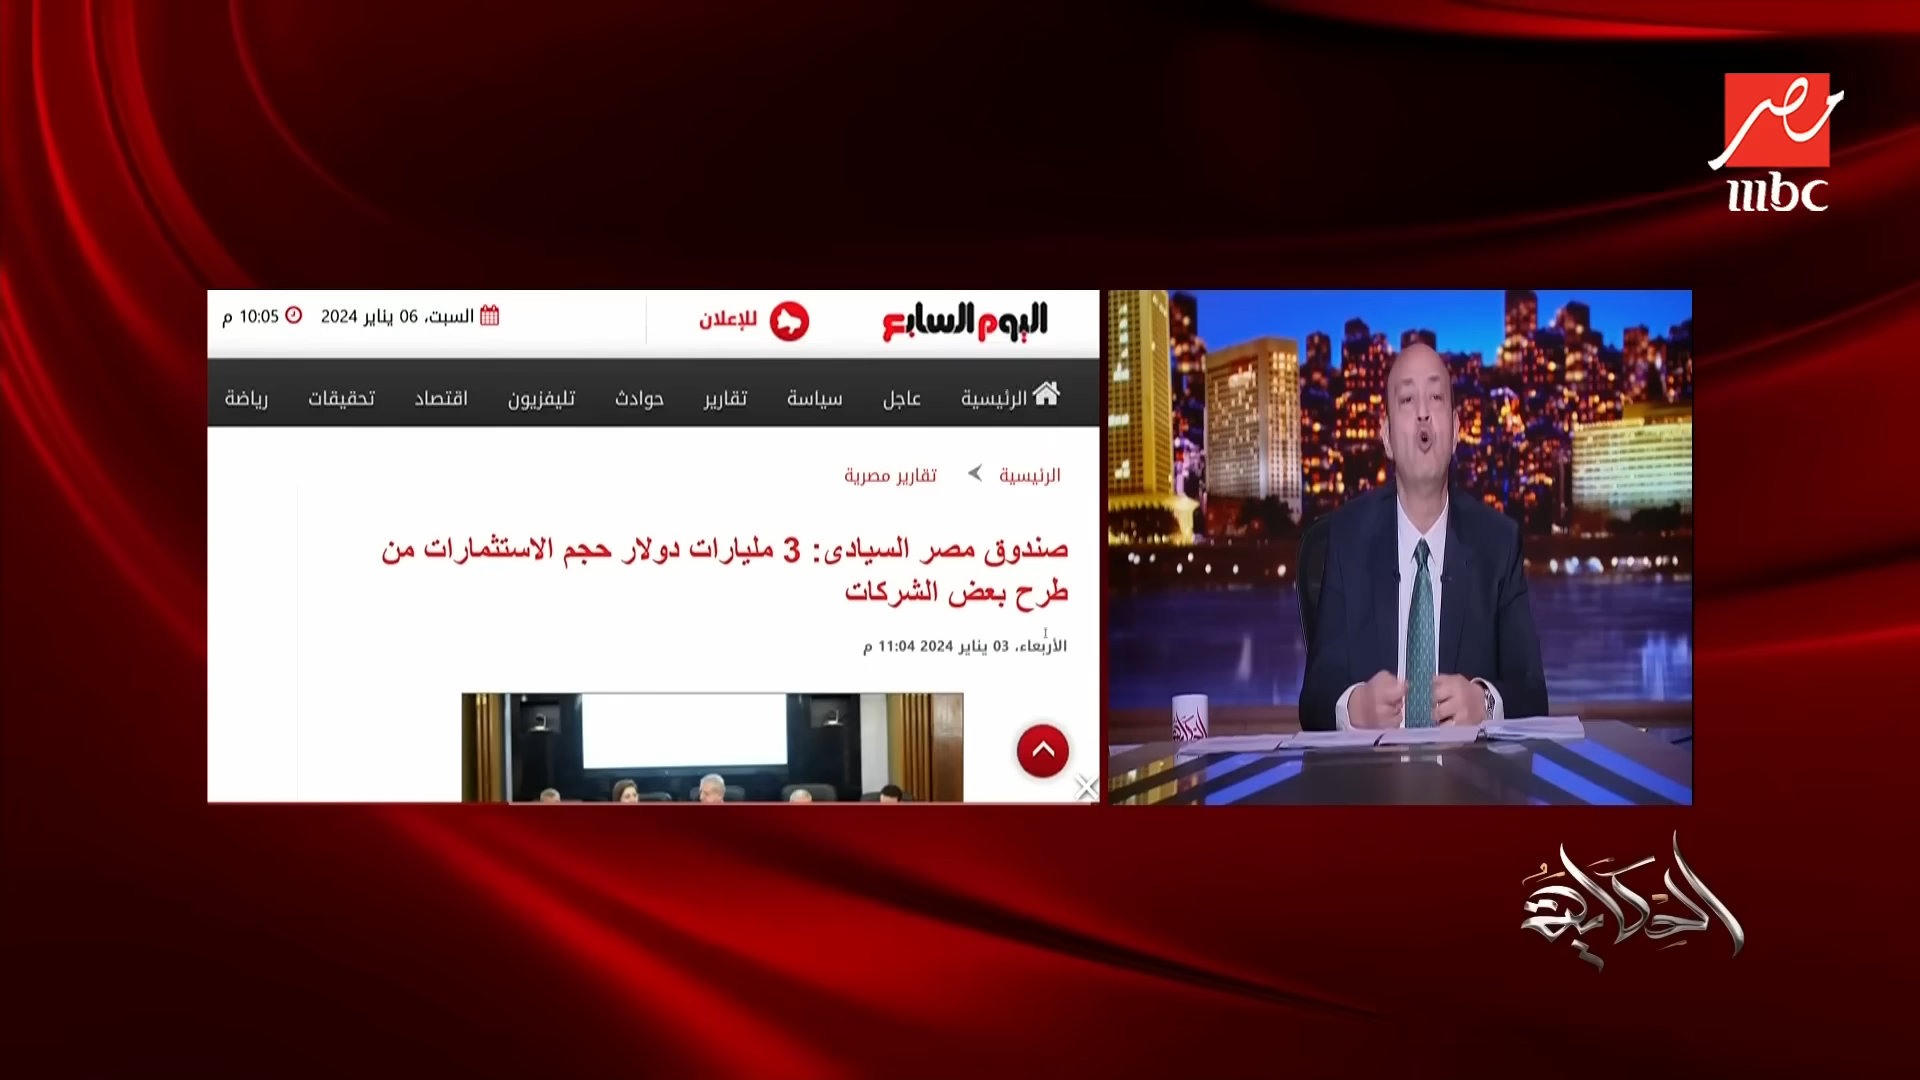 مصر
mbc
اليوم السابع
للإعلان
السبت، 06 يناير 2024
10:05 م
الرئيسية عاجل سياسة تقارير حوادث تليفزيون اقتصاد تحقيقات رياضة
الرئيسية
تقارير مصرية
صندوق مصر السيادى: 3 مليارات دولار حجم الاستثمارات من
طرح بعض الشركات
الأربعاء، 03 يناير 2024 11:04 م
الحكاية
الحكاية